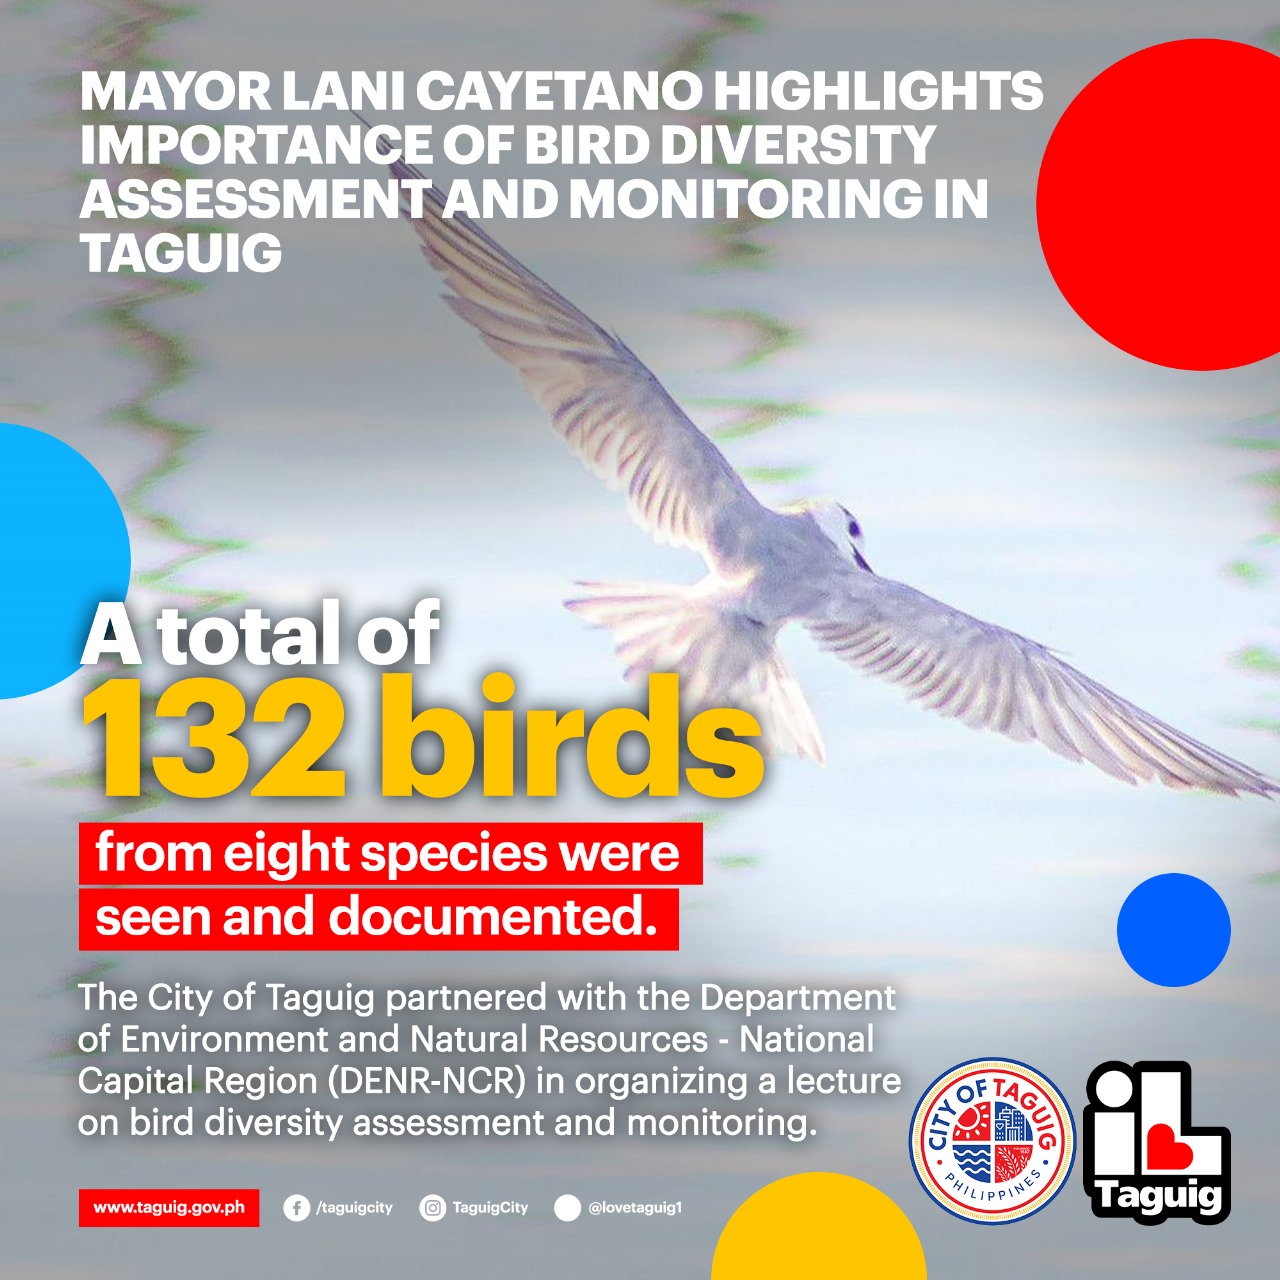 MAYOR LANI CAYETANO HIGHLIGHTS
IMPORTANCE OF BIRD DIVERSITY
ASSESSMENT AND MONITORING IN
TAGUIG
A total of
132 birds
from eight species were
seen and documented.
The City of Taguig partnered with the Department
of Environment and Natural Resources - National
Capital Region (DENR-NCR) in organizing a lecture
on bird diversity assessment and monitoring.
CITY OF TAGUIG
PHILIPPINES
iL
Taguig
www.taguig.gov.ph
/taguigcity
TaguigCity
@lovetaguig1